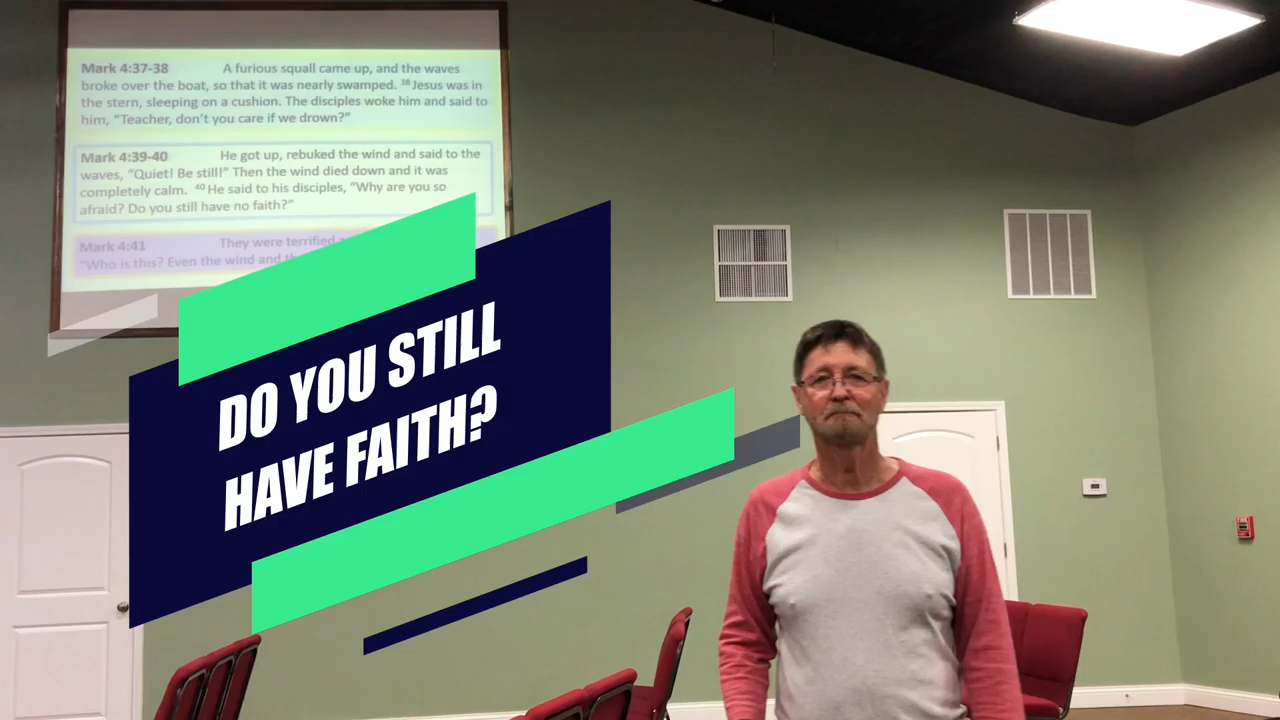 Mark 4:37-38 A furious squall came up, and the waves
broke over the boat, so that it was nearly swamped. 38 Jesus was in
the stern, sleeping on a cushion. The disciples woke him and said to
him, “Teacher, don’t you care if we drown?”
Mark 4:39-40 He got up, rebuked the wind and said to the
waves, “Quiet! Be still!” Then the wind died down and it was
completely calm. 40 He said to his disciples, “Why are you so
afraid? Do you still have no faith?”
Mark 4:41 They were terrified
“Who is this? Even the wind and
DO YOU STILL
HAVE FAITH?